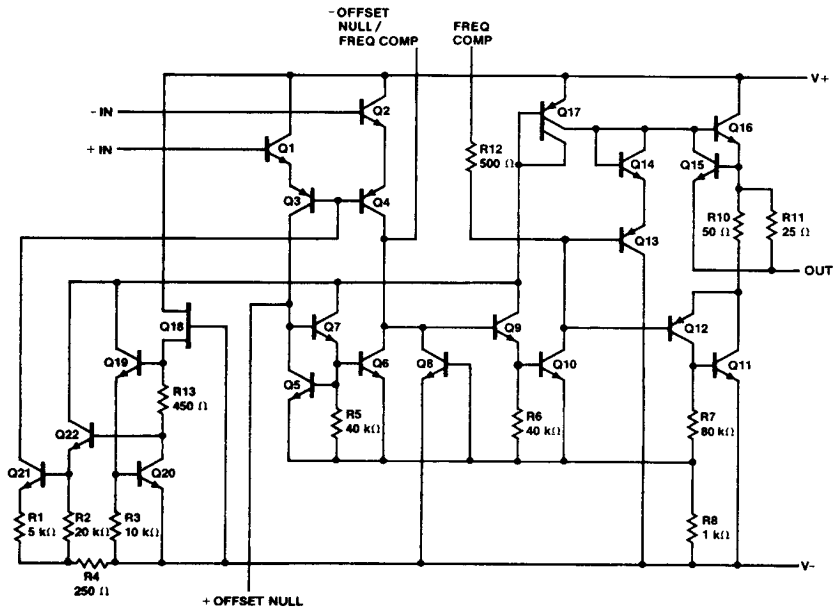 -OFFSET
NULL/
FREQ COMP
FREQ
COMP
V+
Q17
-IN
Q2
Q16
+IN
Q1
R12
500 Ω
Q14
Q15
Q3
Q4
R10
50 Ω
R11
25 Ω
Q13
OUT
Q18
Q7
Q9
Q12
Q19
Q6
Q8
Q10
Q11
Q5
R13
450 Ω
R5
40 kΩ
R6
40 kΩ
R7
80 kΩ
Q22
Q21
Q20
R1
5 kΩ
R2
20 kΩ
R3
10 kΩ
R8
1 kΩ
R4
250 Ω
V-
+OFFSET NULL